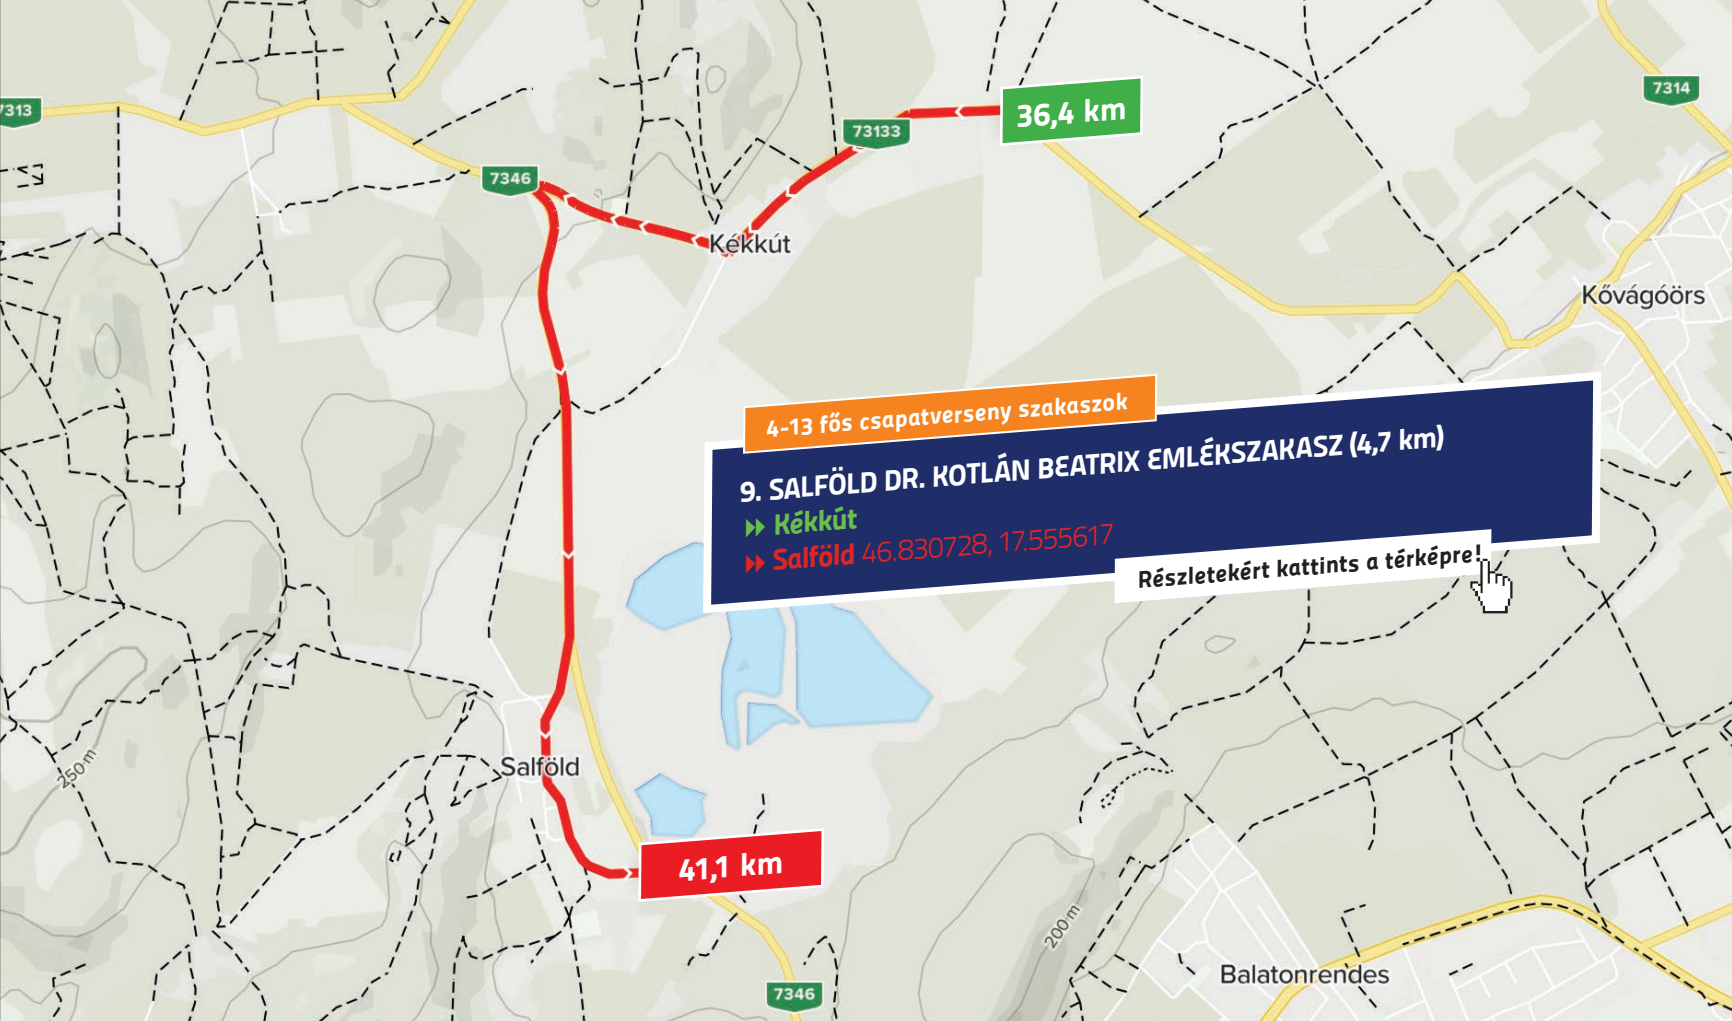 7313
7314
36,4 km
73133
7346
Kékkút
Kővágóörs
4-13 fős csapatverseny szakaszok
9. SALFÖLD DR. KOTLÁN BEATRIX EMLÉKSZAKASZ (4,7 km)
Kékkút
Salföld 46.830728, 17.555617
Részletekért kattints a térképre!
250 m
Salföld
41,1 km
200 m
Balatonrendes
7346